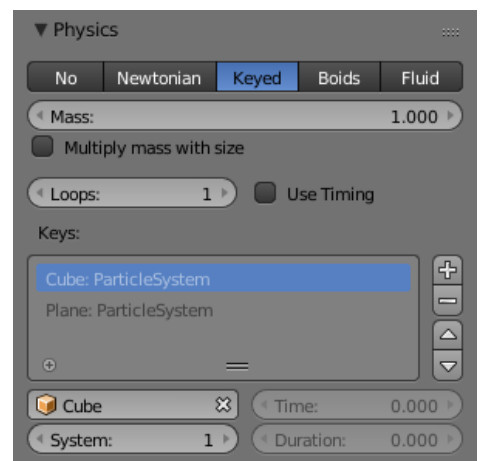 Physics
No Newtonian Keyed Boids Fluid
Mass: 1.000
Multiply mass with size
Loops: 1 Use Timing
Keys:
Cube: ParticleSystem
Plane: ParticleSystem
Cube Time: 0.000
System: 1 Duration: 0.000